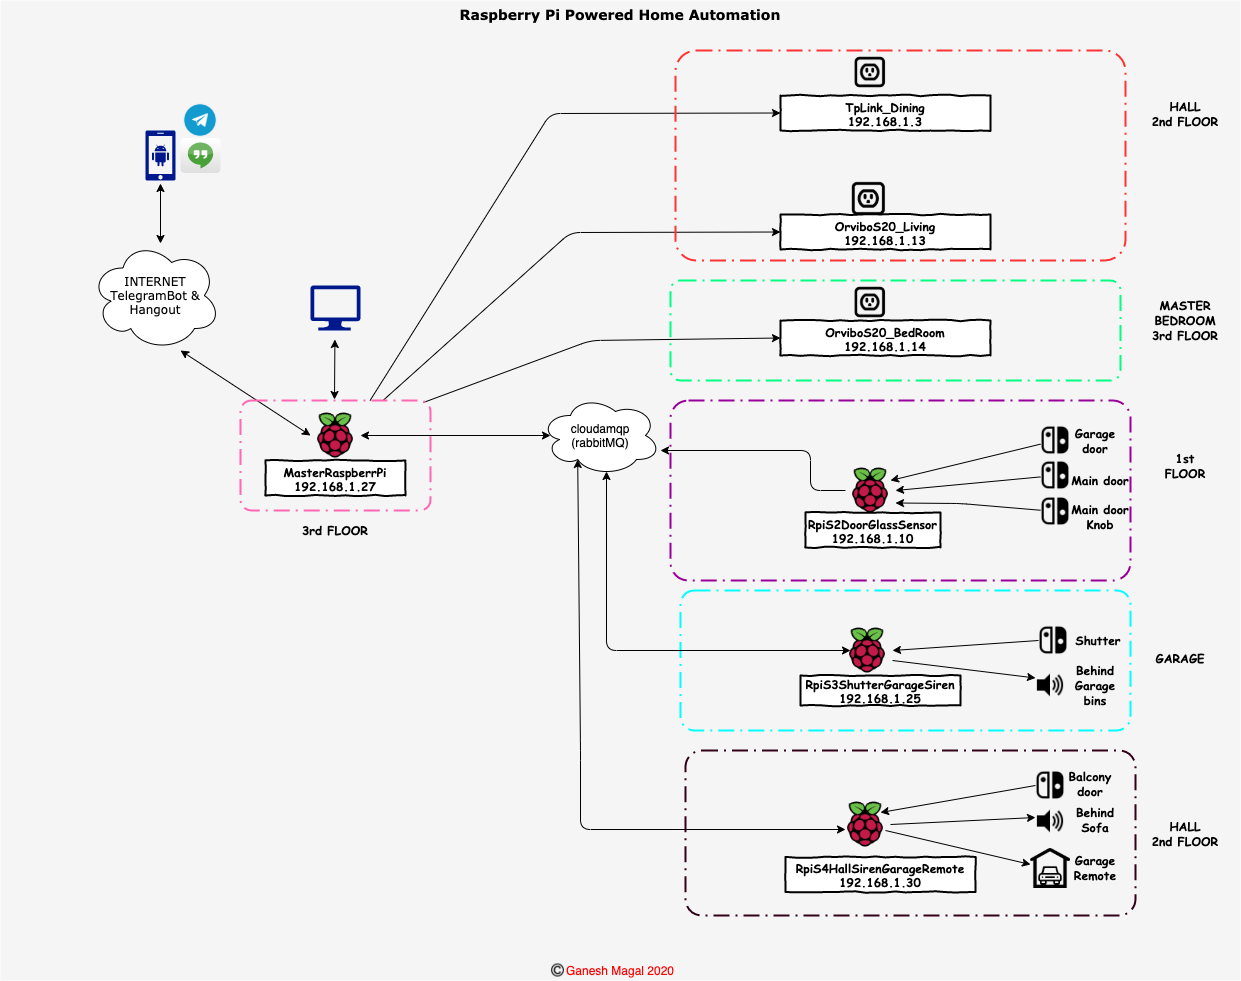 Raspberry Pi Powered Home Automation
TpLink_Dining
192.168.1.3
HALL
2nd FLOOR
OrviboS20_Living
192.168.1.13
INTERNET
TelegramBot &
Hangout
OrviboS20_BedRoom
192.168.1.14
MASTER
BEDROOM
3rd FLOOR
MasterRaspberrPi
192.168.1.27
3rd FLOOR
cloudamqp
(rabbitMQ)
Garage
door
Main door
Main door
Knob
1st
FLOOR
RpiS2DoorGlassSensor
192.168.1.10
Shutter
Behind
Garage
bins
GARAGE
RpiS3ShutterGarageSiren
192.168.1.25
Balcony
door
Behind
Sofa
Garage
Remote
HALL
2nd FLOOR
RpiS4HallSirenGarageRemote
192.168.1.30
©Ganesh Magal 2020